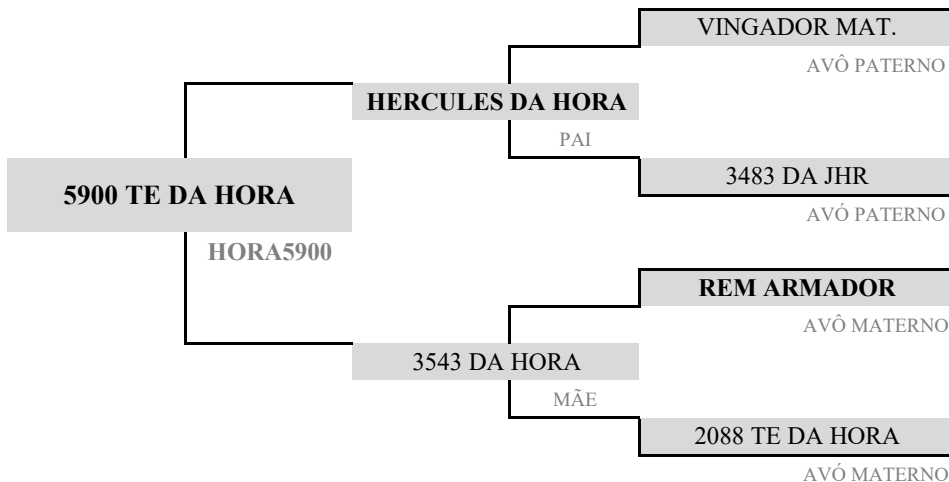 VINGADOR MAT.
AVÔ PATERNO
HERCULES DA HORA
PAI
3483 DA JHR
5900 TE DA HORA
AVÓ PATERNO
HORA5900
REM ARMADOR
AVÔ MATERNO
3543 DA HORA
MÃE
2088 TE DA HORA
AVÓ MATERNO